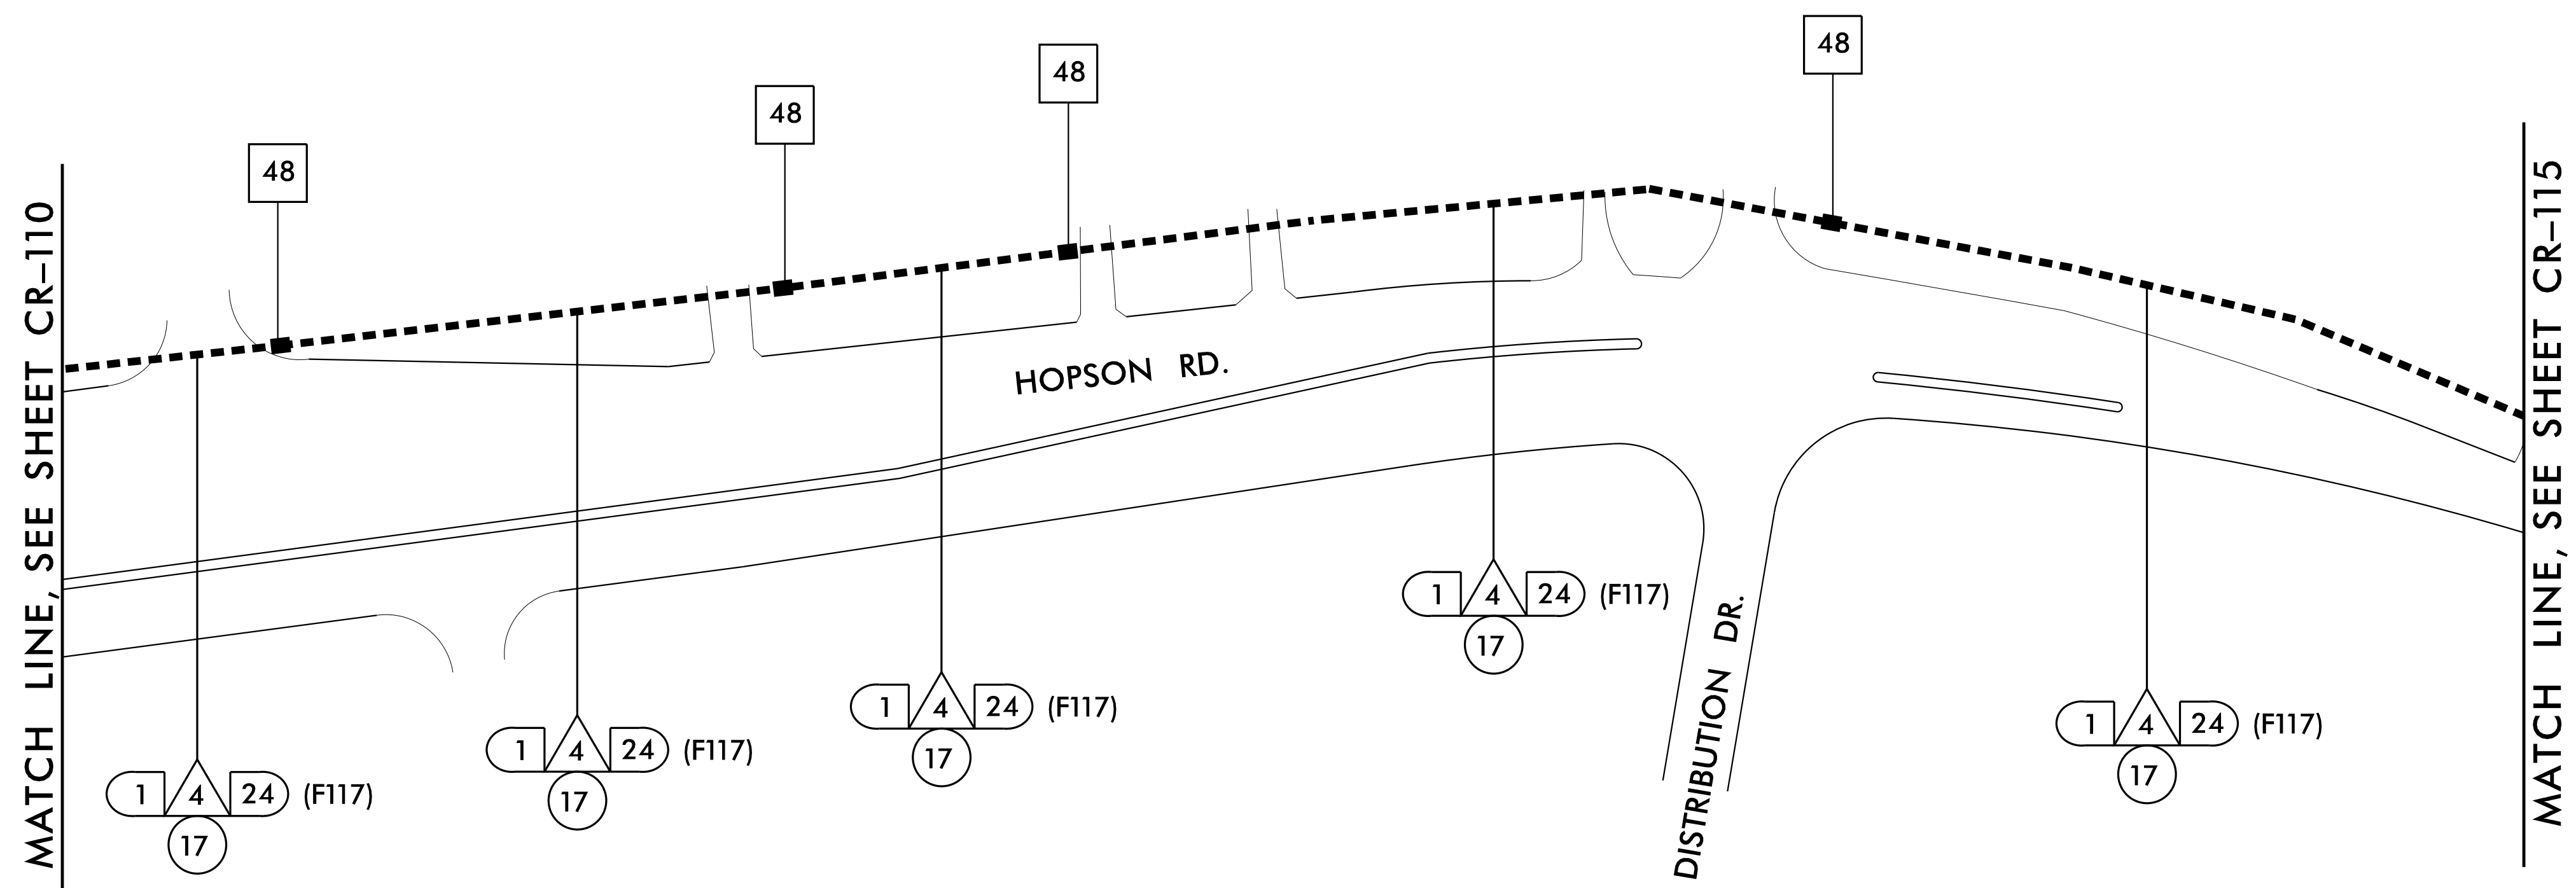 48
48
48
48
MATCH LINE, SEE SHEET CR-110
MATCH LINE, SEE SHEET CR-115
HOPSON RD.
DISTRIBUTION DR.
1 4 24 (F117)
17
1 4 24 (F117)
17
1 4 24 (F117)
17
1 4 24 (F117)
17
1 4 24 (F117)
17